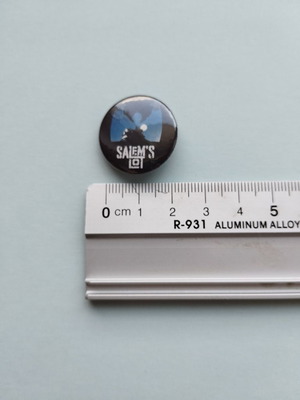 SALEM'S
LOT
0 cm 1 2 3 4 5
R-931 ALUMINUM ALLOY